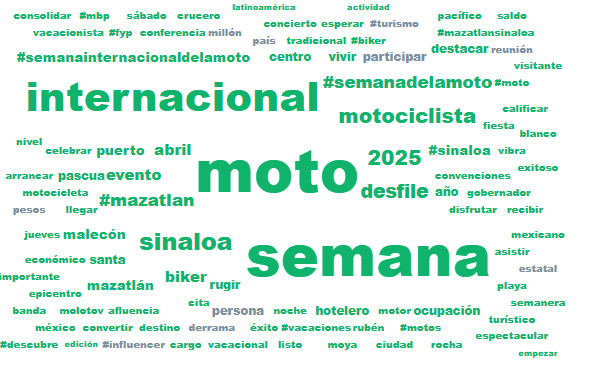 latinoamérica actividad
consolidar #mbp sábado crucero pacífico saldo
concierto esperar #turismo
vacacionista #fyp conferencia millón #mazatlansinaloa
país tradicional #biker destacar reunión
#semanainternacionaldelamoto centro vivir participar
visitante
internacional #semanadelamoto #moto
motociclista calificar
fiesta
blanco
nivel
celebrar puerto abril moto 2025 #sinaloa vibra
exitoso
arrancar pascua evento convenciones
motocicleta desfile año gobernador
#mazatlan
pesos llegar disfrutar recibir
jueves malecón sinaloa semana mexicano
asistir
económico santa
estatal
importante mazatlán biker rugir playa
epicentro
cita semanera
banda molotov afluencia persona noche hotelero motor ocupación
turístico
méxico convertir destino derrama éxito #vacaciones rubén #motos
espectacular
#descubre edición #influencer cargo vacacional listo moya ciudad rocha
empezar